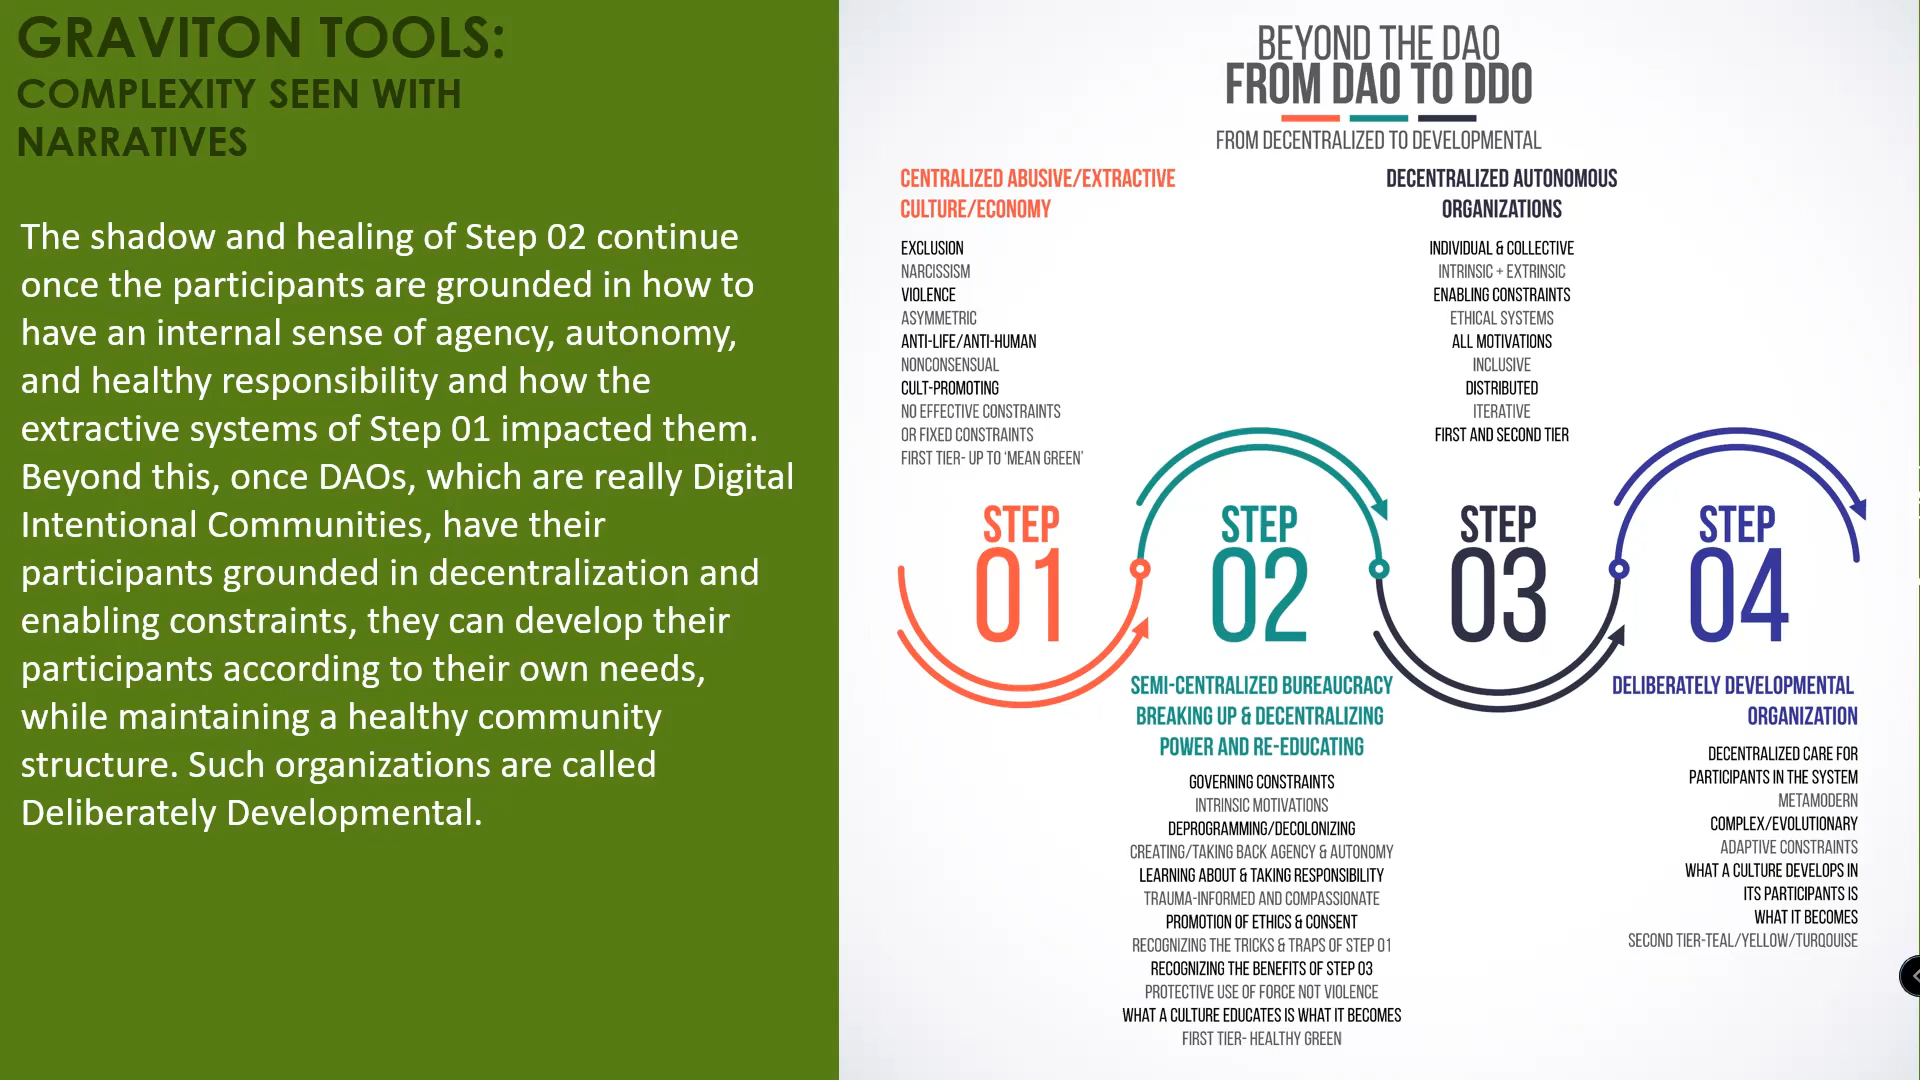 GRAVITON TOOLS:
COMPLEXITY SEEN WITH
NARRATIVES
The shadow and healing of Step 02 continue
once the participants are grounded in how to
have an internal sense of agency, autonomy,
and healthy responsibility and how the
extractive systems of Step 01 impacted them.
Beyond this, once DAOs, which are really Digital
Intentional Communities, have their
participants grounded in decentralization and
enabling constraints, they can develop their
participants according to their own needs,
while maintaining a healthy community
structure. Such organizations are called
Deliberately Developmental.
BEYOND THE DAO
FROM DAO TO DDO
FROM DECENTRALIZED TO DEVELOPMENTAL
CENTRALIZED ABUSIVE/EXTRACTIVE
CULTURE/ECONOMY
EXCLUSION
NARCISSISM
VIOLENCE
ASYMMETRIC
ANTI-LIFE/ANTI-HUMAN
NONCONSENSUAL
CULT-PROMOTING
NO EFFECTIVE CONSTRAINTS
OR FIXED CONSTRAINTS
FIRST TIER- UP TO ‘MEAN GREEN’
STEP
01
STEP
02
SEMI-CENTRALIZED BUREAUCRACY
BREAKING UP & DECENTRALIZING
POWER AND RE-EDUCATING
GOVERNING CONSTRAINTS
INTRINSIC MOTIVATIONS
DEPROGRAMMING/DECOLONIZING
CREATING/TAKING BACK AGENCY & AUTONOMY
LEARNING ABOUT & TAKING RESPONSIBILITY
TRAUMA-INFORMED AND COMPASSIONATE
PROMOTION OF ETHICS & CONSENT
RECOGNIZING THE TRICKS & TRAPS OF STEP 01
RECOGNIZING THE BENEFITS OF STEP 03
PROTECTIVE USE OF FORCE NOT VIOLENCE
WHAT A CULTURE EDUCATES IS WHAT IT BECOMES
FIRST TIER- HEALTHY GREEN
DECENTRALIZED AUTONOMOUS
ORGANIZATIONS
INDIVIDUAL & COLLECTIVE
INTRINSIC + EXTRINSIC
ENABLING CONSTRAINTS
ETHICAL SYSTEMS
ALL MOTIVATIONS
INCLUSIVE
DISTRIBUTED
ITERATIVE
FIRST AND SECOND TIER
STEP
03
STEP
04
DELIBERATELY DEVELOPMENTAL
ORGANIZATION
DECENTRALIZED CARE FOR
PARTICIPANTS IN THE SYSTEM
METAMODERN
COMPLEX/EVOLUTIONARY
ADAPTIVE CONSTRAINTS
WHAT A CULTURE DEVELOPS IN
ITS PARTICIPANTS IS
WHAT IT BECOMES
SECOND TIER-TEAL/YELLOW/TURQOUISE